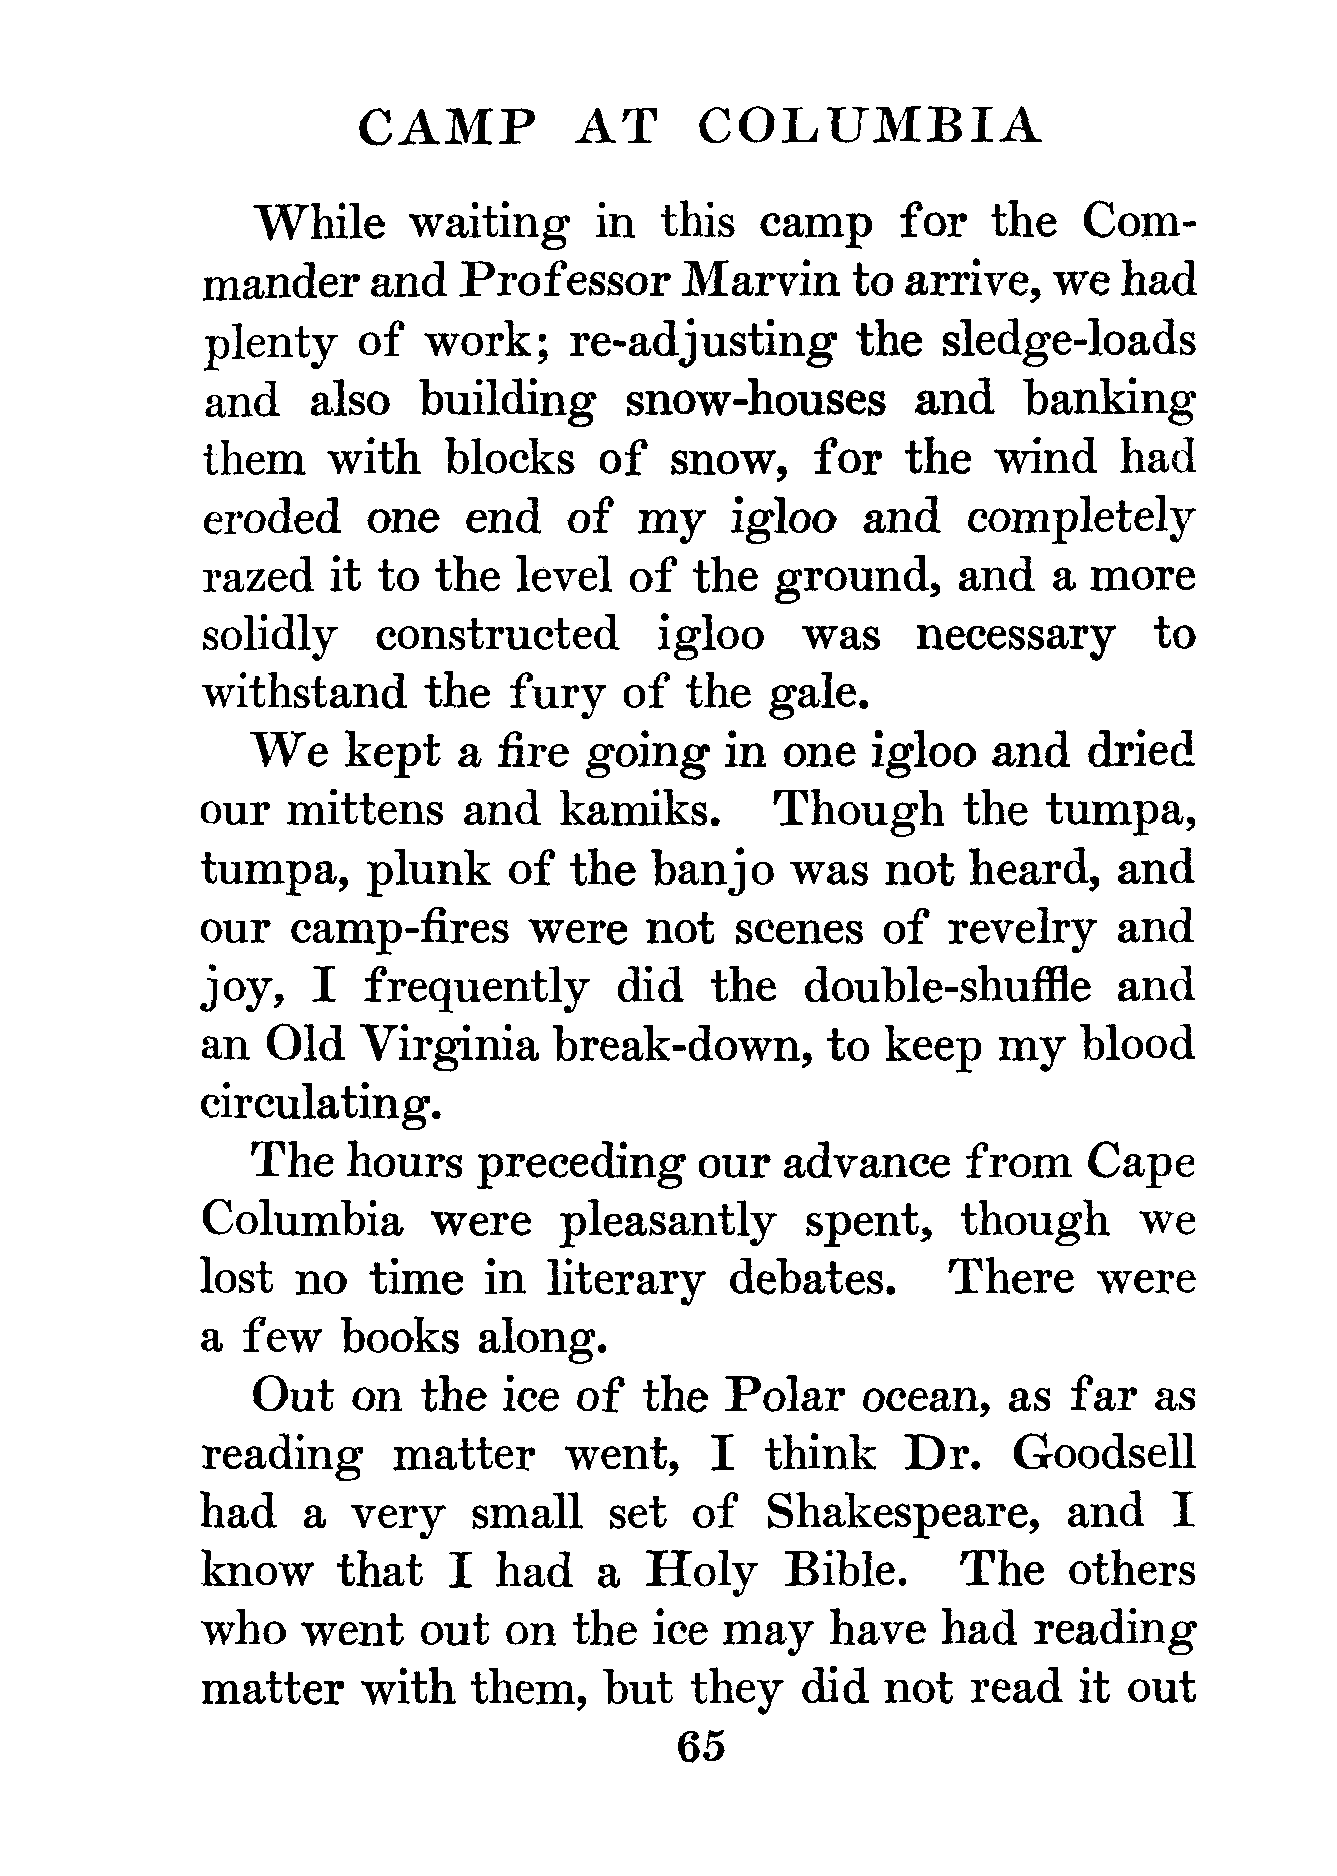 CAMP AT COLUMBIA
While waiting in this camp for the Com-
mander and Professor Marvin to arrive, we had
plenty of work; re-adjusting the sledge-loads
and also building snow-houses and banking
them with blocks of snow, for the wind had
eroded one end of my igloo and completely
razed it to the level of the ground, and a more
solidly constructed igloo was necessary to
withstand the fury of the gale.
We kept a fire going in one igloo and dried
our mittens and kamiks. Though the tumpa,
tumpa, plunk of the banjo was not heard, and
our camp-fires were not scenes of revelry and
joy, I frequently did the double-shuffle and
an Old Virginia break-down, to keep my blood
circulating.
The hours preceding our advance from Cape
Columbia were pleasantly spent, though we
lost no time in literary debates. There were
a few books along.
Out on the ice of the Polar ocean, as far as
reading matter went, I think Dr. Goodsell
had a very small set of Shakespeare, and I
know that I had a Holy Bible. The others
who went out on the ice may have had reading
matter with them, but they did not read it out
65